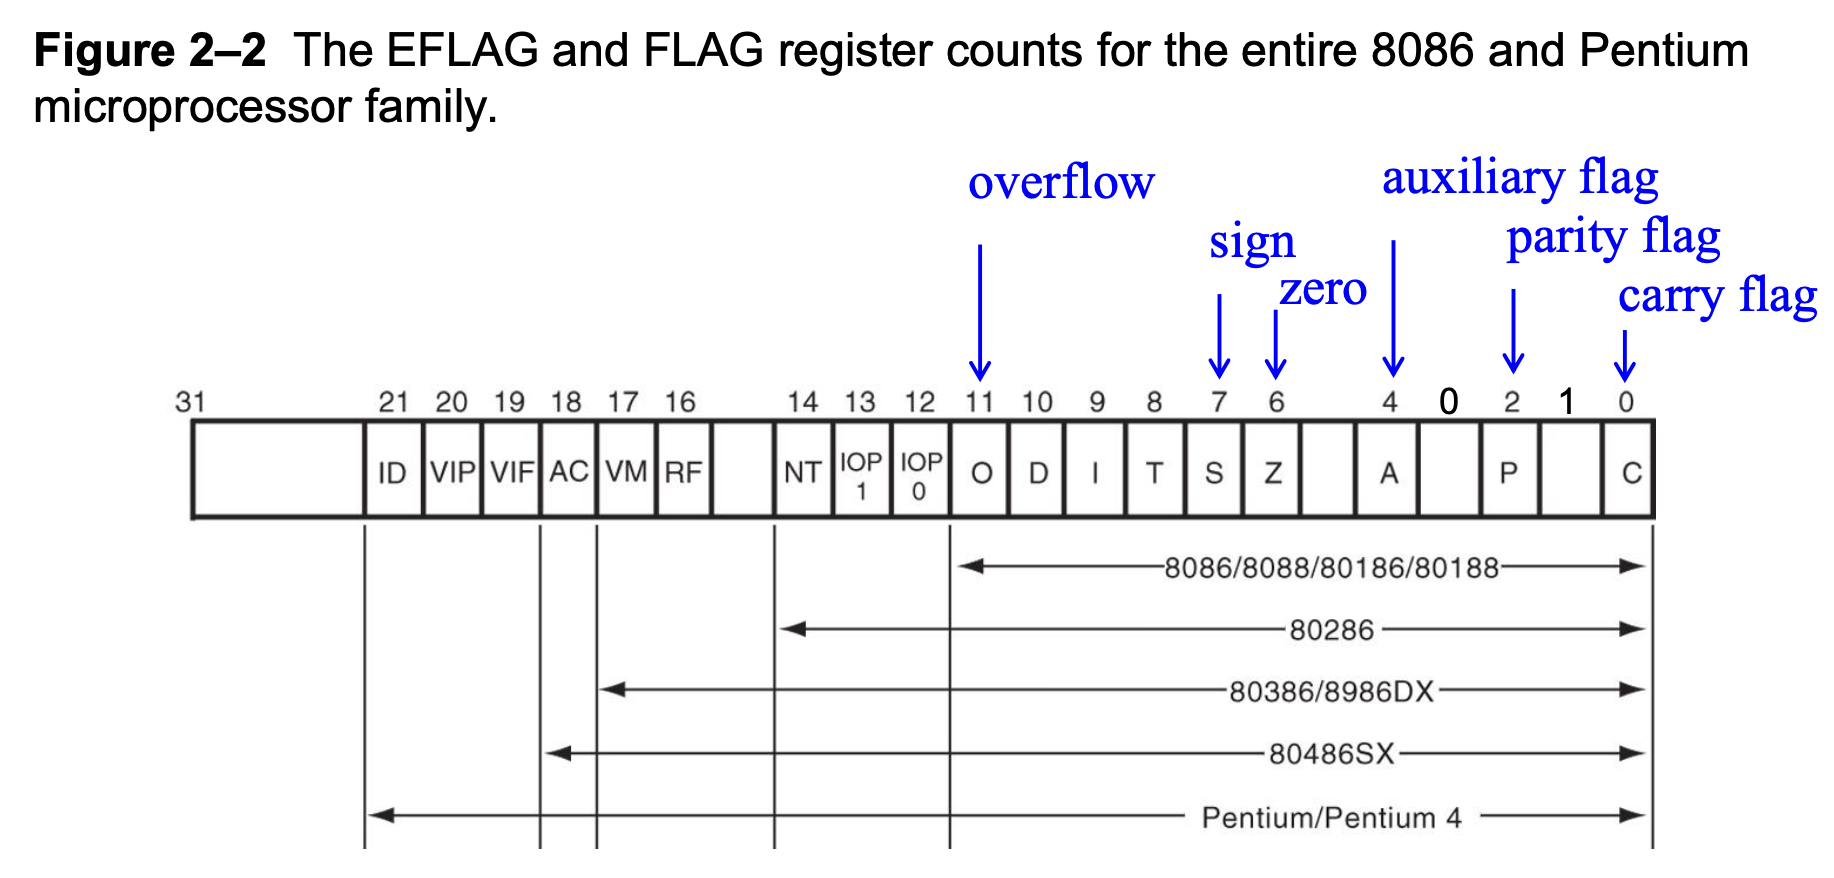 Figure 2–2 The EFLAG and FLAG register counts for the entire 8086 and Pentium
microprocessor family.
overflow
auxiliary flag
sign
parity flag
zero
carry flag
31 21 20 19 18 17 16 14 13 12 11 10 9 8 7 6 4 0 2 1 0
ID VIP VIF AC VM RF NT IOP 1 IOP 0 O D I T S Z A P C
8086/8088/80186/80188
80286
80386/8986DX
80486SX
Pentium/Pentium 4